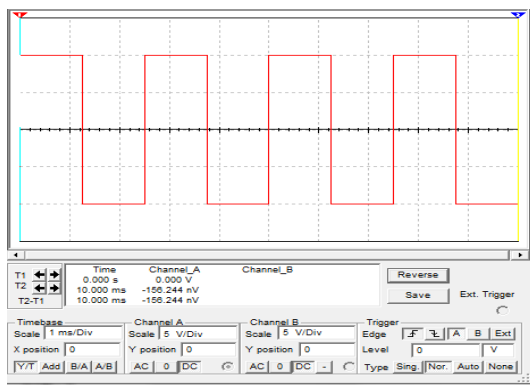 1 2
Time Channel_A Channel_B
T1 0.000 s 0.000 V
T2 10.000 ms -156.244 nV
T2-T1 10.000 ms -156.244 nV
Reverse
Save
Ext. Trigger
Timebase Channel A Channel B Trigger
Scale 1 ms/Div Scale 5 V/Div Scale 5 V/Div Edge A B Ext
X position 0 Y position 0 Y position 0 Level 0 V
Y/T Add B/A A/B AC 0 DC AC 0 DC - Type Sing. Nor. Auto None